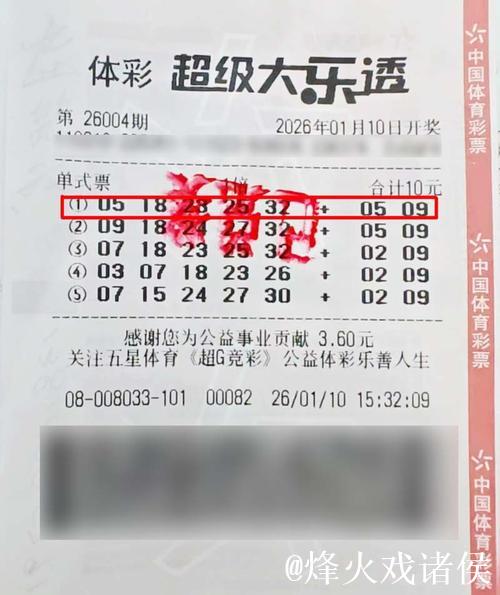 体彩 超级大乐透
第 26004期
2026年01月10日开奖
单式票 1倍 合计10元
① 05 18 23 25 32 + 05 09
② 09 18 24 27 32 + 05 09
③ 07 18 23 25 32 + 02 09
④ 03 07 18 23 26 + 02 09
⑤ 07 15 24 27 30 + 02 09
感谢您为公益事业贡献 3.60元
关注五星体育《超G竞彩》公益体彩乐善人生
08-008033-101 00082 26/01/10 15:32:09
中国体育彩票
中国体育彩票
中国体育彩票
@烽火戏诸侯